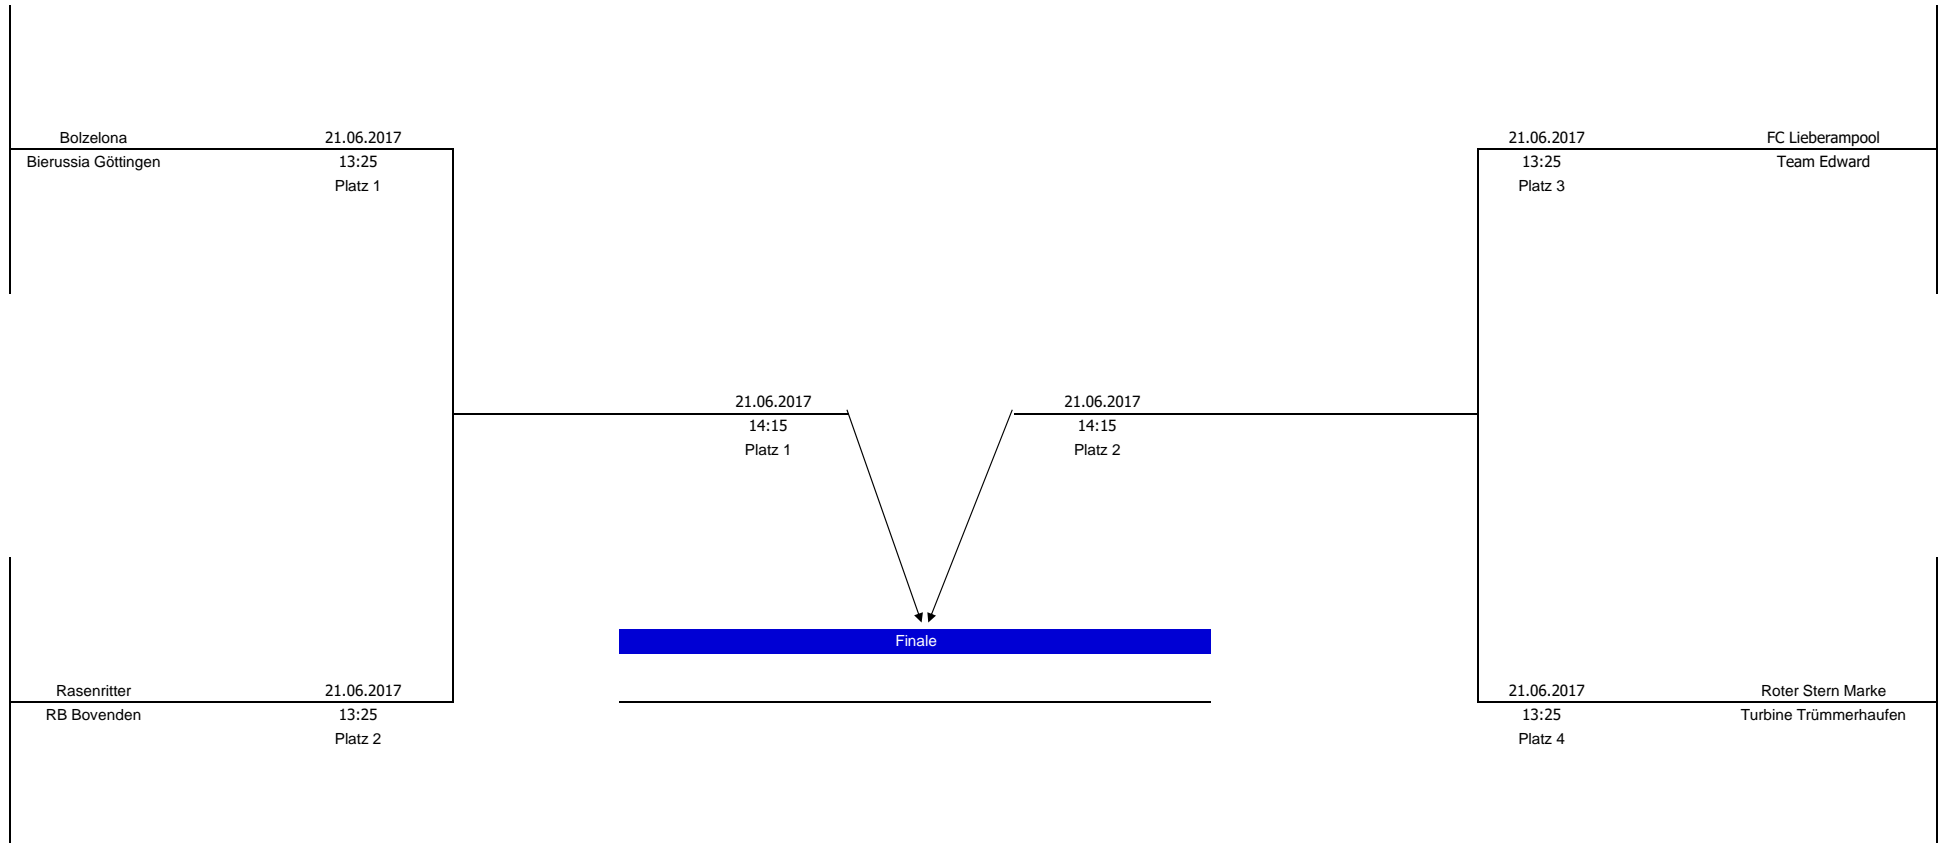 Bolzelona 21.06.2017
Bierussia Göttingen 13:25
Platz 1
21.06.2017 FC Lieberampool
13:25 Team Edward
Platz 3
21.06.2017
14:15
Platz 1
21.06.2017
14:15
Platz 2
Finale
Rasenritter 21.06.2017
RB Bovenden 13:25
Platz 2
21.06.2017 Roter Stern Marke
13:25 Turbine Trümmerhaufen
Platz 4